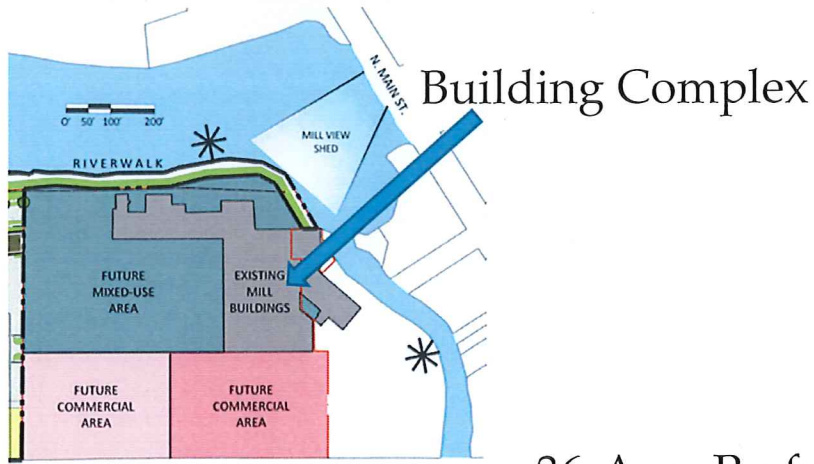 N. MAIN ST.
Building Complex
0' 50' 100' 200'
MILL VIEW
SHED
RIVERWALK
FUTURE
MIXED-USE
AREA
EXISTING
MILL
BUILDINGS
FUTURE
COMMERCIAL
AREA
FUTURE
COMMERCIAL
AREA